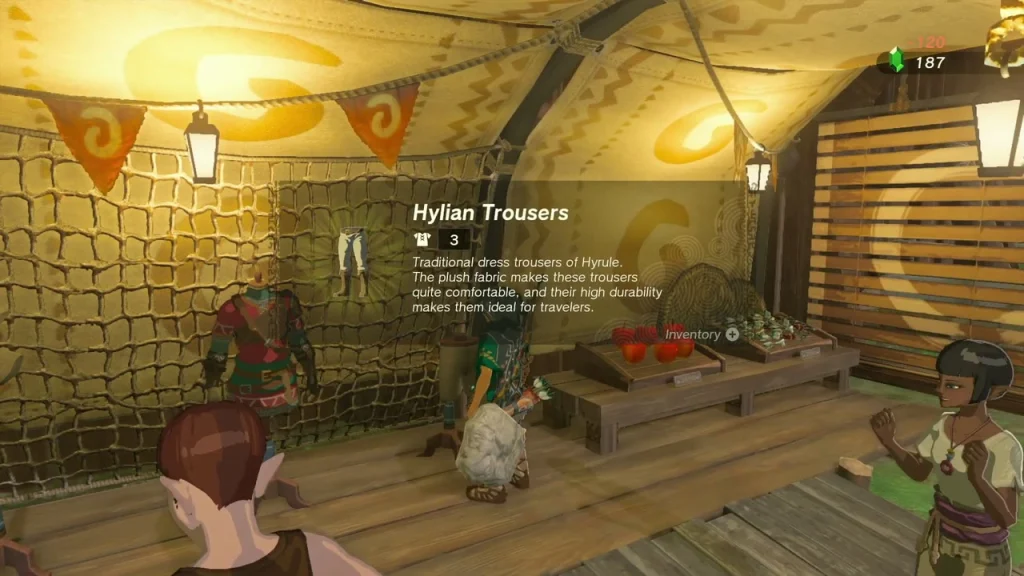 -120
187
Hylian Trousers
3
Traditional dress trousers of Hyrule.
The plush fabric makes these trousers
quite comfortable, and their high durability
makes them ideal for travelers.
Inventory